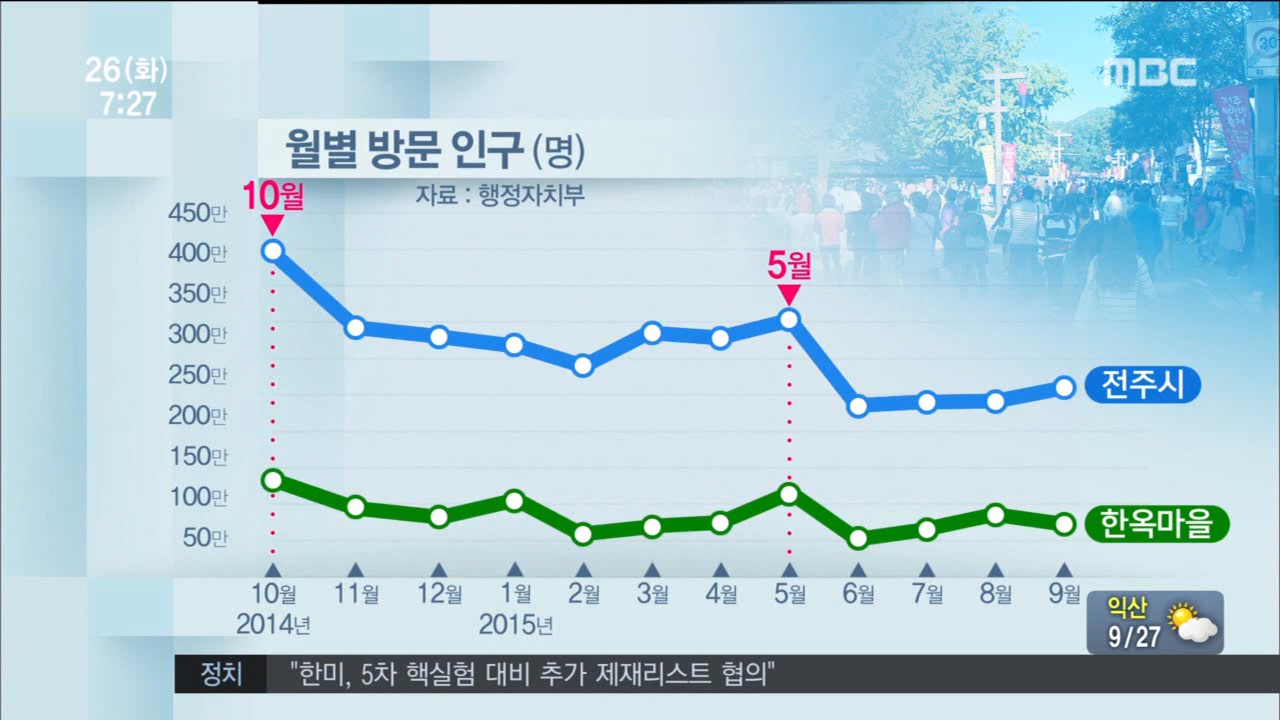 26(화)
7:27
MBC
30
월별 방문 인구 (명)
자료 : 행정자치부
10월
5월
450만
400만
350만
300만
250만
200만
150만
100만
50만
전주시
한옥마을
10월 11월 12월 1월 2월 3월 4월 5월 6월 7월 8월 9월
2014년 2015년
익산
9/27
정치 "한미, 5차 핵실험 대비 추가 제재리스트 협의"